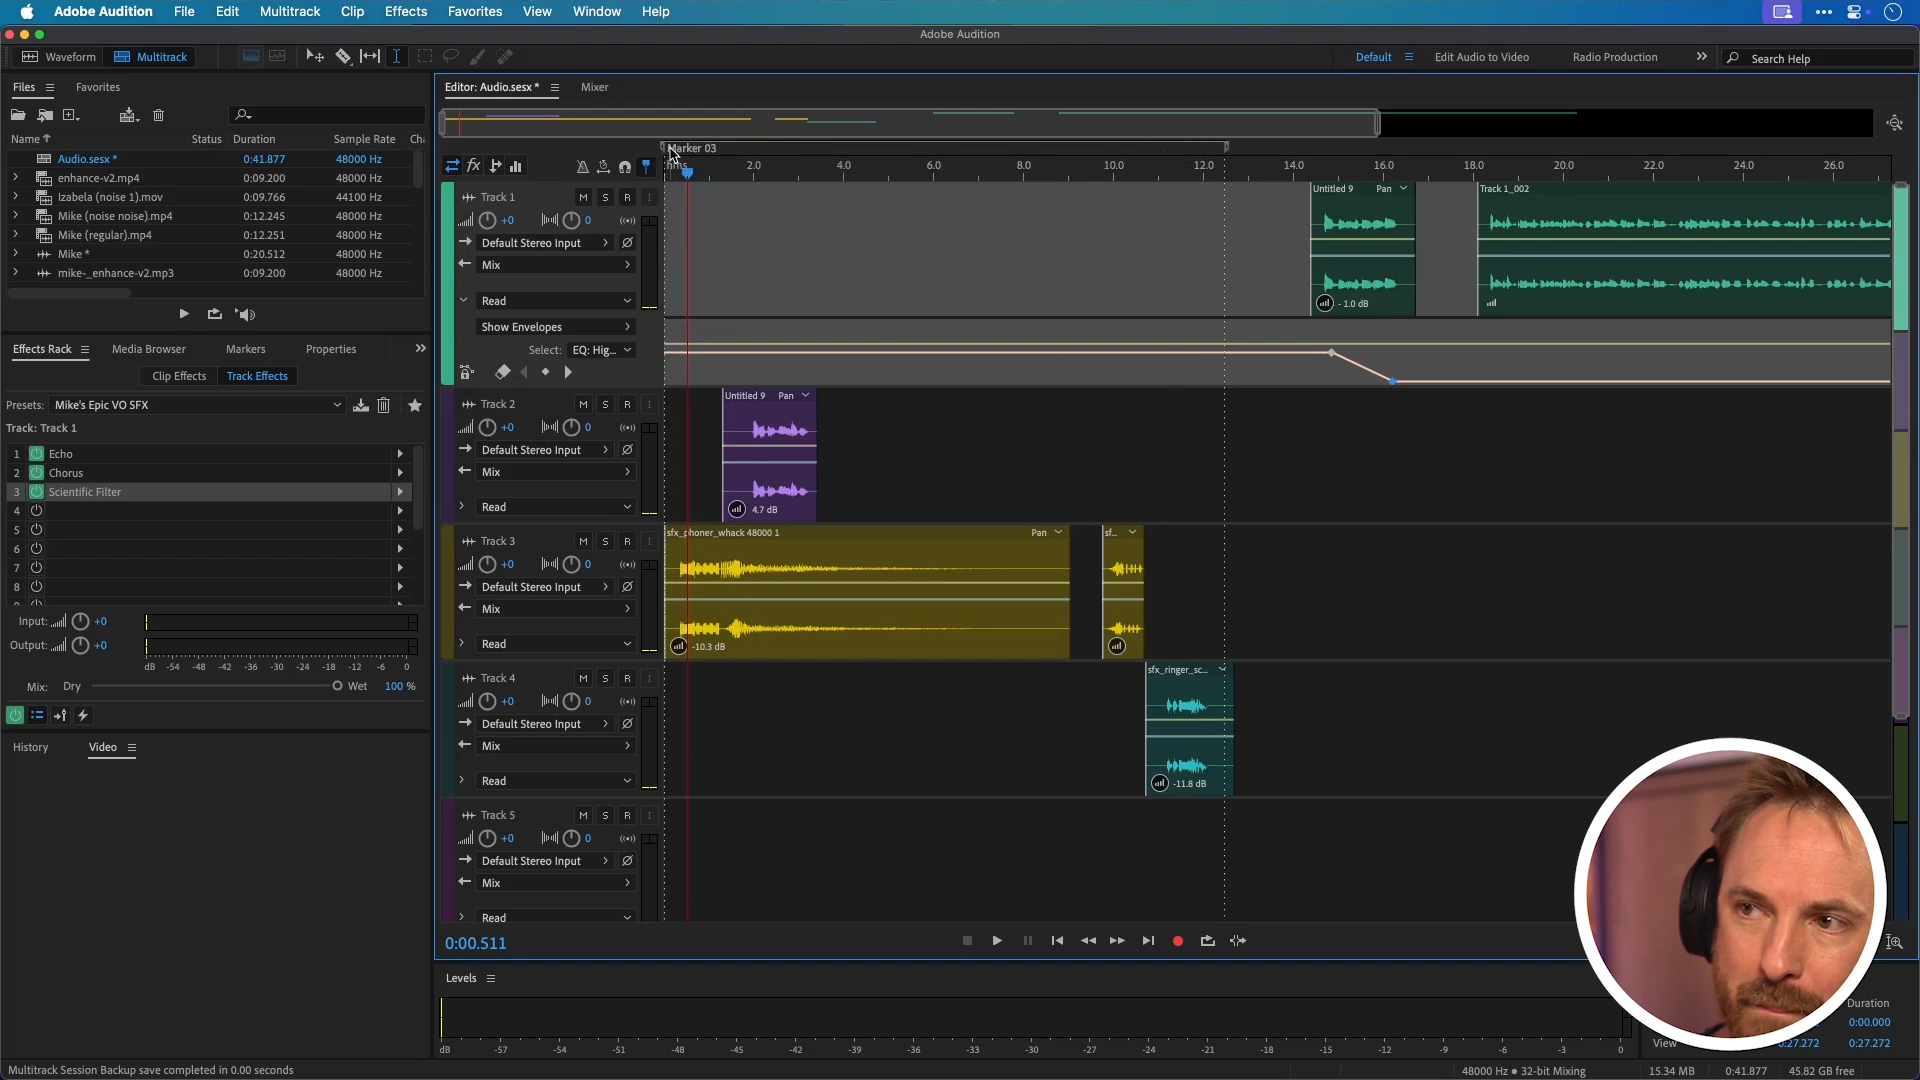 Adobe Audition File Edit Multitrack Clip Effects Favorites View Window Help
Adobe Audition
Waveform Multitrack Default Edit Audio to Video Radio Production Search Help
Files Favorites
Name Status Duration Sample Rate Ch
Audio.sesx * 0:41.877 48000 Hz
enhance-v2.mp4 0:09.200 48000 Hz
Izabela (noise 1).mov 0:09.766 44100 Hz
Mike (noise noise).mp4 0:12.245 48000 Hz
Mike (regular).mp4 0:12.251 48000 Hz
Mike * 0:20.512 48000 Hz
mike-_enhance-v2.mp3 0:09.200 48000 Hz
Effects Rack Media Browser Markers Properties
Clip Effects Track Effects
Presets: Mike's Epic VO SFX
Track: Track 1
1 Echo
2 Chorus
3 Scientific Filter
4
5
6
7
8
Input: +0
Output: +0
dB -54 -48 -42 -36 -30 -24 -18 -12 -6 0
Mix: Dry Wet 100 %
History Video
Editor: Audio.sesx * Mixer
Marker 03
hms 2.0 4.0 6.0 8.0 10.0 12.0 14.0 16.0 18.0 20.0 22.0 24.0 26.0
Track 1 M S R I
+0 0
Default Stereo Input
Mix
Read
Show Envelopes
Select: EQ: Hig...
Untitled 9 Pan
- 1.0 dB
Track 1_002
Track 2 M S R I
+0 0
Default Stereo Input
Mix
Read
Untitled 9 Pan
4.7 dB
Track 3 M S R I
+0 0
Default Stereo Input
Mix
Read
sfx_phoner_whack 48000 1 Pan
-10.3 dB
sf...
Track 4 M S R I
+0 0
Default Stereo Input
Mix
Read
sfx_ringer_sc...
-11.8 dB
Track 5 M S R I
+0 0
Default Stereo Input
Mix
Read
0:00.511
Levels
dB -57 -54 -51 -48 -45 -42 -39 -36 -33 -30 -27 -24 -21 -18 -15 -12 -9 -6 -3 0
Duration
0:00.000
View :27.272 0:27.272
Multitrack Session Backup save completed in 0.00 seconds
48000 Hz ● 32-bit Mixing 15.34 MB 0:41.877 45.82 GB free